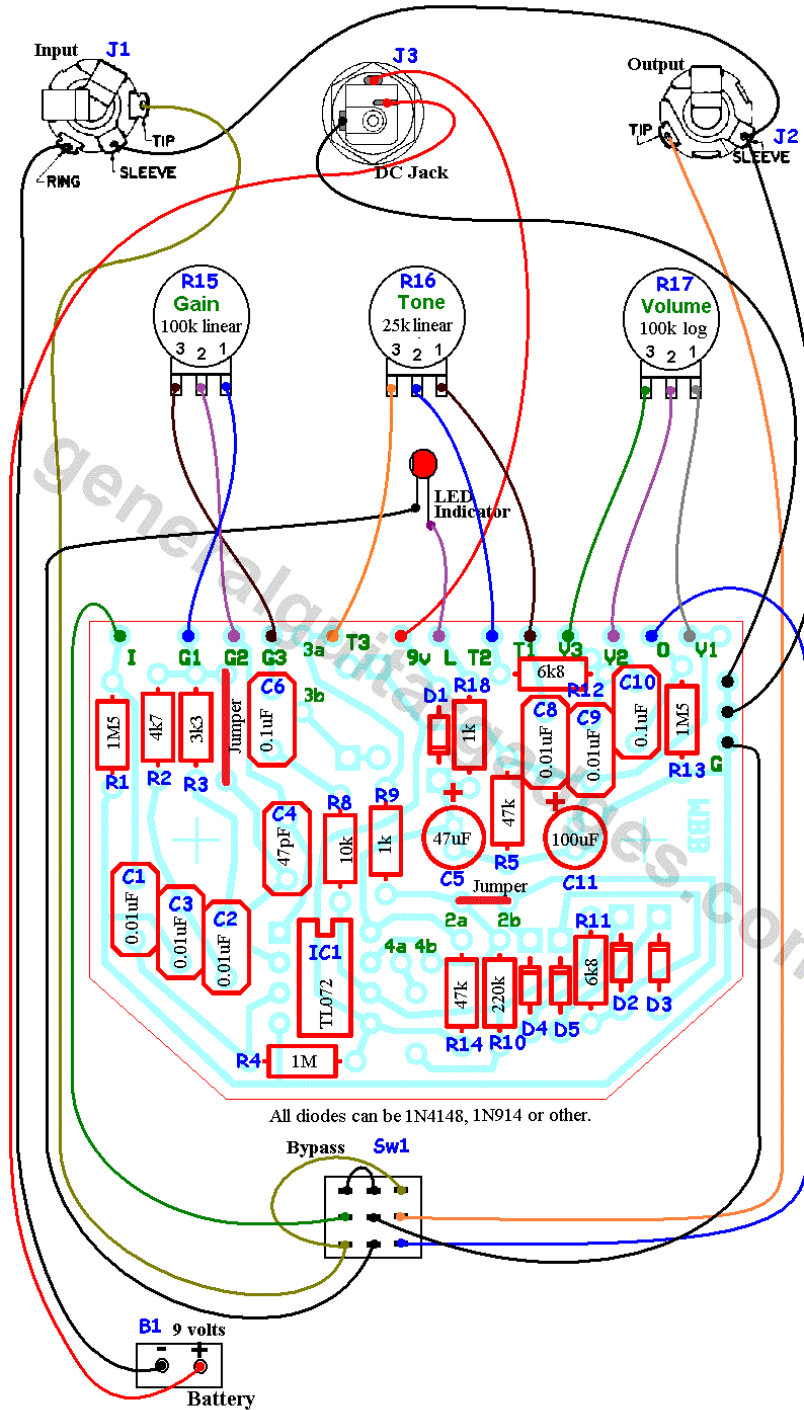 Input
J1
J3
Output
J2
TIP
RING
SLEEVE
DC Jack
TIP
SLEEVE
R15
Gain
100k linear
3 2 1
R16
Tone
25k linear
3 2 1
R17
Volume
100k log
3 2 1
LED
Indicator
generalguitargadgets.com
I
G1
G2
G3
3a
T3
9v
L
T2
T1
V3
V2
O
V1
3b
G
1M5
R1
4k7
R2
3k3
R3
Jumper
C6
0.1uF
D1
R18
1k
6k8
R12
C8
0.01uF
C9
0.01uF
C10
0.1uF
1M5
R13
C4
47pF
R8
10k
R9
1k
+
47uF
C5
47k
R5
+
100uF
C11
WBB
Jumper
2a
2b
C1
0.01uF
C3
0.01uF
C2
0.01uF
IC1
TL072
4a 4b
47k
R14
220k
R10
D4
D5
R11
6k8
D2
D3
R4
1M
All diodes can be 1N4148, 1N914 or other.
Bypass
Sw1
B1
9 volts
- +
Battery